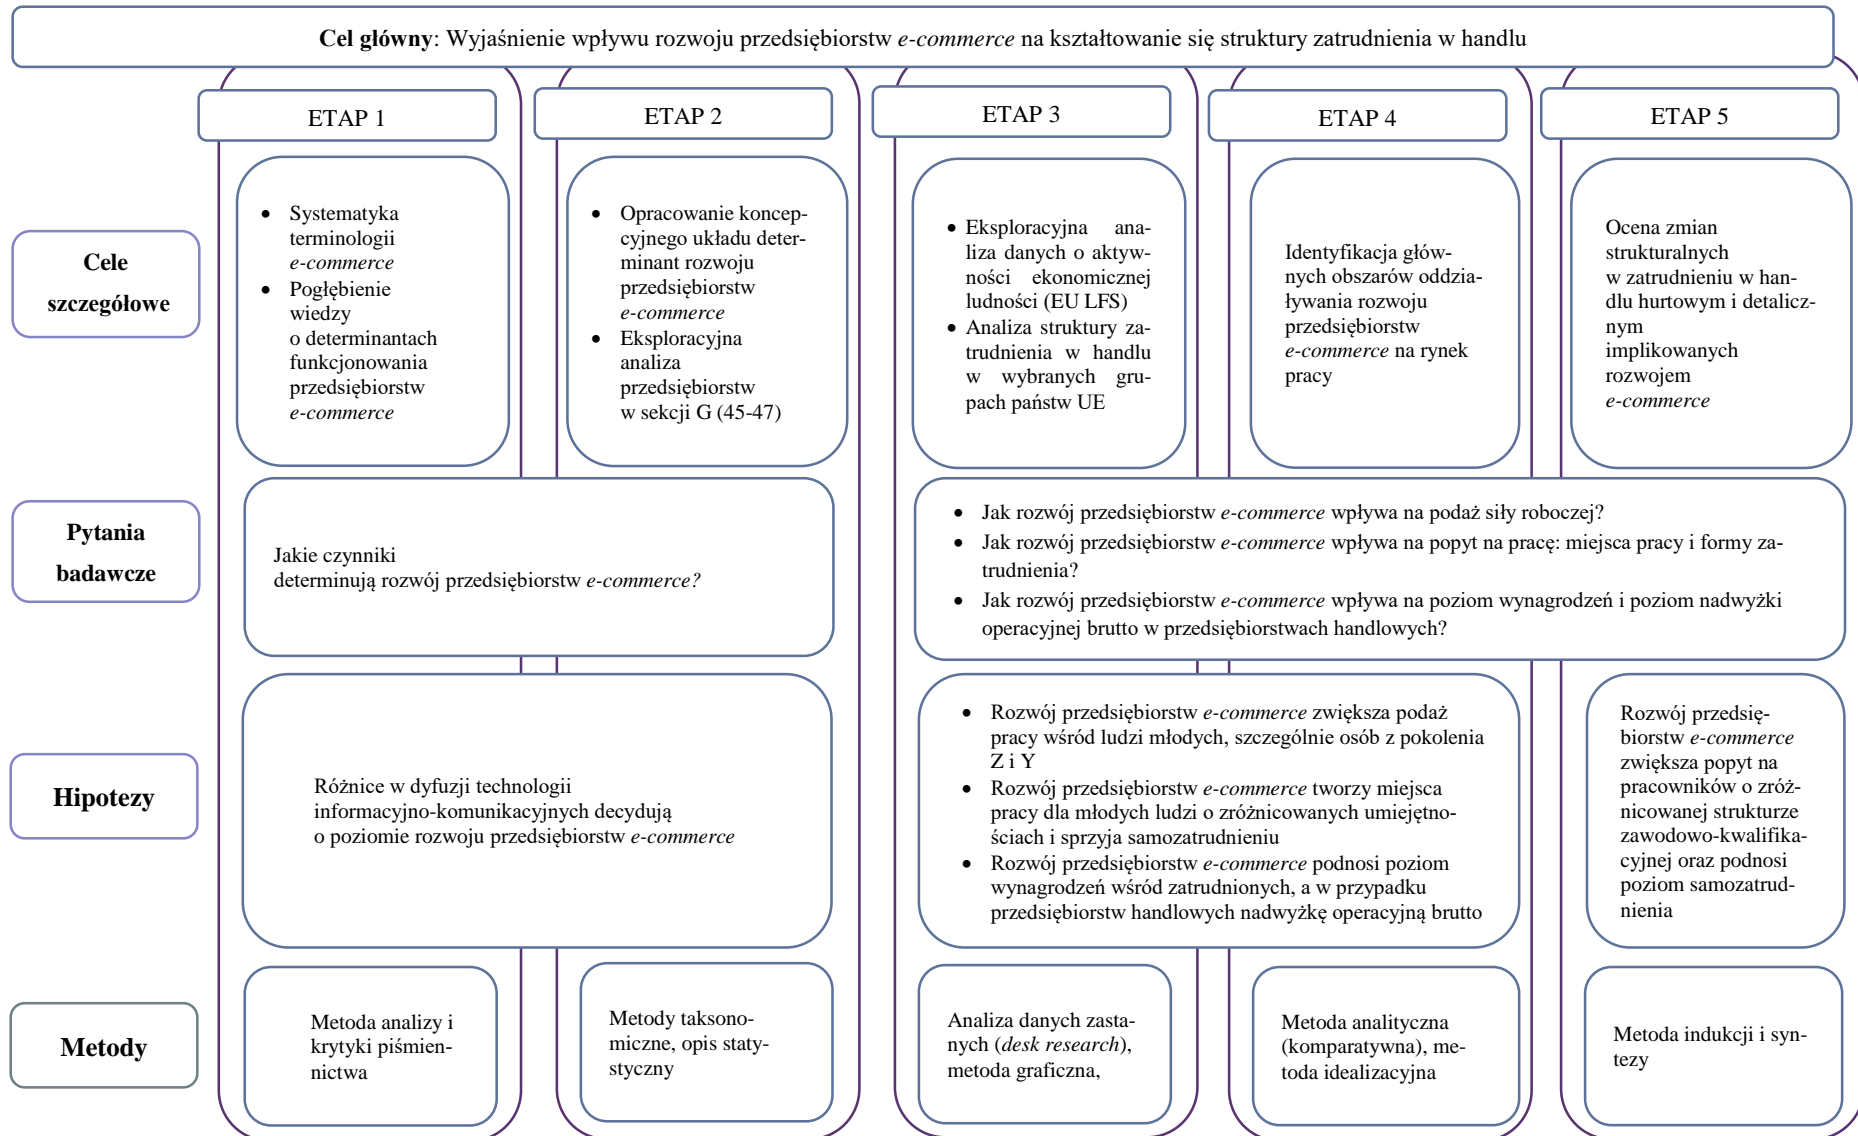 Cel główny: Wyjaśnienie wpływu rozwoju przedsiębiorstw e-commerce na kształtowanie się struktury zatrudnienia w handlu
ETAP 1
ETAP 2
ETAP 3
ETAP 4
ETAP 5
Cele
szczegółowe
• Systematyka
terminologii
e-commerce
• Pogłębienie
wiedzy
o determinantach
funkcjonowania
przedsiębiorstw
e-commerce
• Opracowanie koncep-
cyjnego układu deter-
minant rozwoju
przedsiębiorstw
e-commerce
• Eksploracyjna
analiza
przedsiębiorstw
w sekcji G (45-47)
• Eksploracyjna ana-
liza danych o aktyw-
ności ekonomicznej
ludności (EU LFS)
• Analiza struktury za-
trudnienia w handlu
w wybranych gru-
pach państw UE
Identyfikacja głów-
nych obszarów oddzia-
ływania rozwoju
przedsiębiorstw
e-commerce na rynek
pracy
Ocena zmian
strukturalnych
w zatrudnieniu w han-
dlu hurtowym i detalicz-
nym
implikowanych
rozwojem
e-commerce
Pytania
badawcze
Jakie czynniki
determinują rozwój przedsiębiorstw e-commerce?
• Jak rozwój przedsiębiorstw e-commerce wpływa na podaż siły roboczej?
• Jak rozwój przedsiębiorstw e-commerce wpływa na popyt na pracę: miejsca pracy i formy za-
trudnienia?
• Jak rozwój przedsiębiorstw e-commerce wpływa na poziom wynagrodzeń i poziom nadwyżki
operacyjnej brutto w przedsiębiorstwach handlowych?
Hipotezy
Różnice w dyfuzji technologii
informacyjno-komunikacyjnych decydują
o poziomie rozwoju przedsiębiorstw e-commerce
• Rozwój przedsiębiorstw e-commerce zwiększa podaż
pracy wśród ludzi młodych, szczególnie osób z pokolenia
Z i Y
• Rozwój przedsiębiorstw e-commerce tworzy miejsca
pracy dla młodych ludzi o zróżnicowanych umiejętno-
ściach i sprzyja samozatrudnieniu
• Rozwój przedsiębiorstw e-commerce podnosi poziom
wynagrodzeń wśród zatrudnionych, a w przypadku
przedsiębiorstw handlowych nadwyżkę operacyjną brutto
Rozwój przedsię-
biorstw e-commerce
zwiększa popyt na
pracowników o zróż-
nicowanej strukturze
zawodowo-kwalifika-
cyjnej oraz podnosi
poziom samozatrud-
nienia
Metody
Metoda analizy i
krytyki piśmien-
nictwa
Metody taksono-
miczne, opis staty-
styczny
Analiza danych zasta-
nych (desk research),
metoda graficzna,
Metoda analityczna
(komparatywna), me-
toda idealizacyjna
Metoda indukcji i syn-
tezy